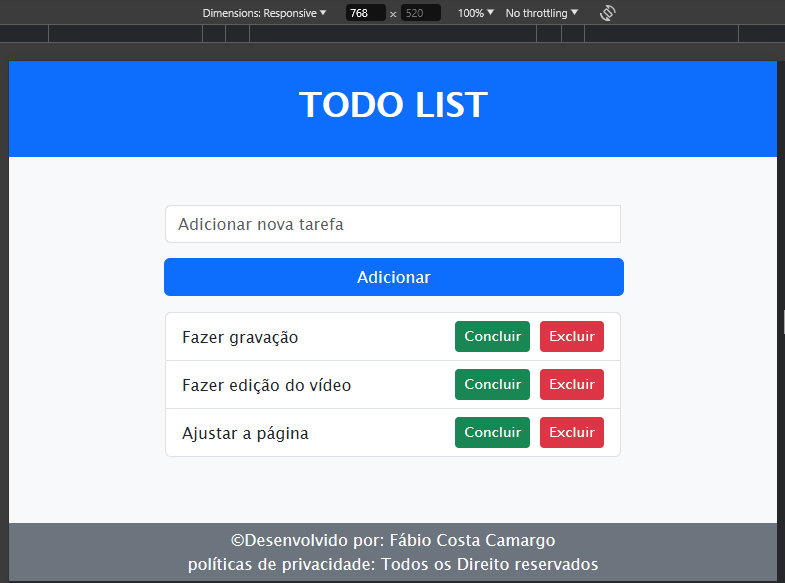 Dimensions: Responsive 768 x 520 100% No throttling
TODO LIST
Adicionar nova tarefa
Adicionar
Fazer gravação Concluir Excluir
Fazer edição do vídeo Concluir Excluir
Ajustar a página Concluir Excluir
©Desenvolvido por: Fábio Costa Camargo
políticas de privacidade: Todos os Direito reservados